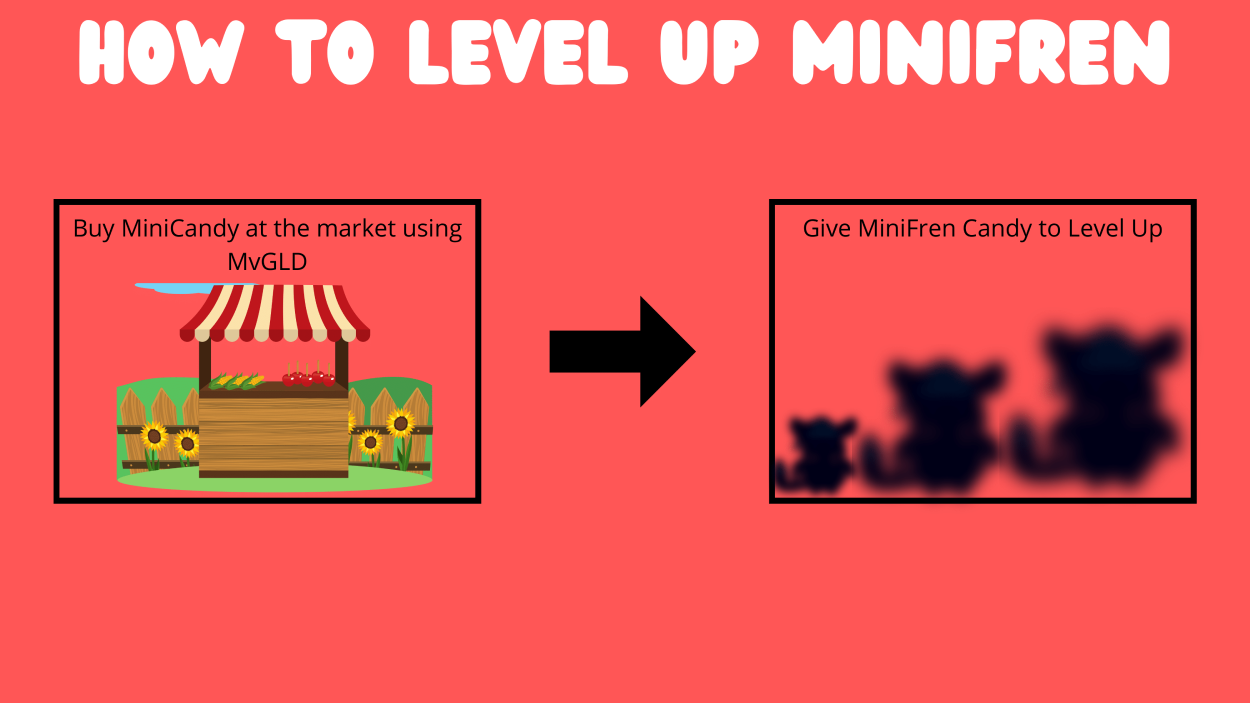 HOW TO LEVEL UP MINIFREN
Buy MiniCandy at the market using
MvGLD
Give MiniFren Candy to Level Up